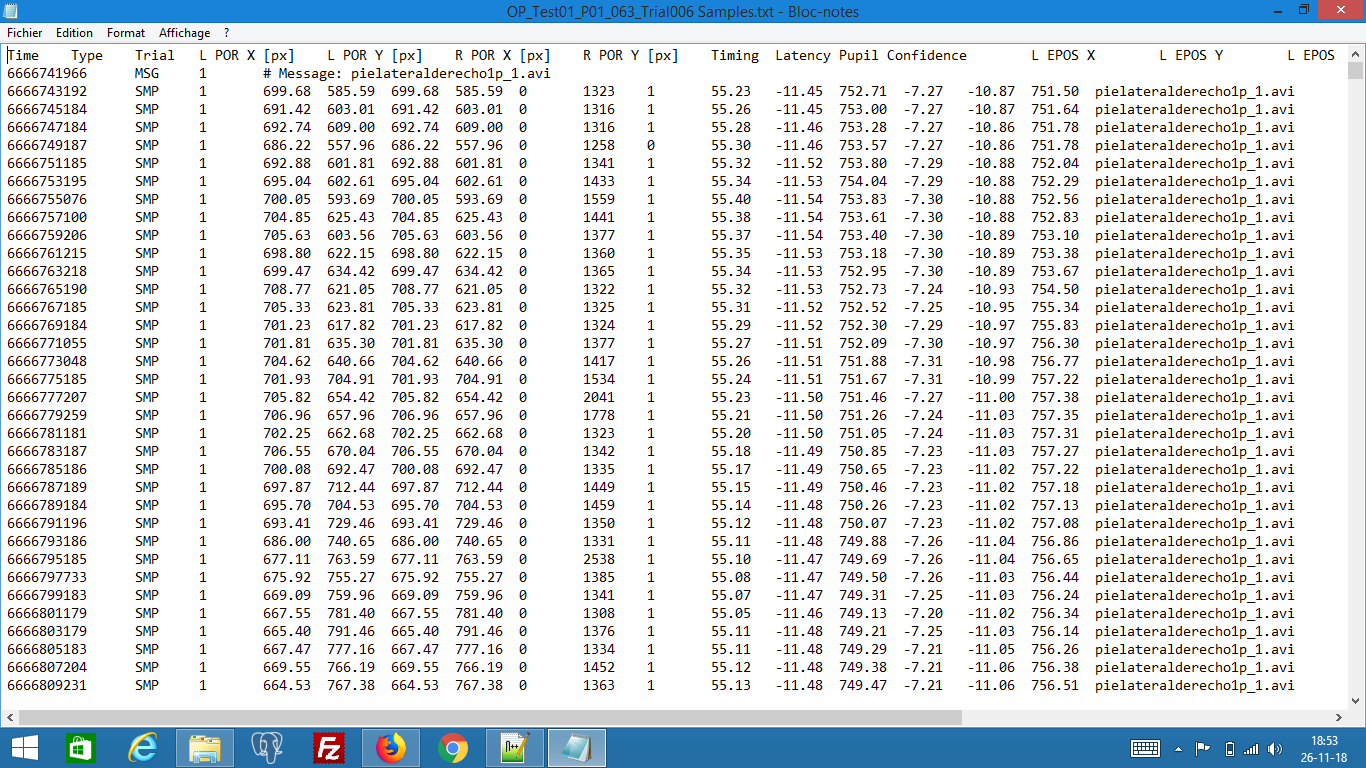 OP_Test01_P01_063_Trial006 Samples.txt - Bloc-notes
Fichier Edition Format Affichage ?
Time Type Trial L POR X [px] L POR Y [px] R POR X [px] R POR Y [px] Timing Latency Pupil Confidence L EPOS X L EPOS Y L EPOS
6666741966 MSG 1 # Message: pielateralderecho1p_1.avi
6666743192 SMP 1 699.68 585.59 699.68 585.59 0 1323 1 55.23 -11.45 752.71 -7.27 -10.87 751.50 pielateralderecho1p_1.avi
6666745184 SMP 1 691.42 603.01 691.42 603.01 0 1316 1 55.26 -11.45 753.00 -7.27 -10.87 751.64 pielateralderecho1p_1.avi
6666747184 SMP 1 692.74 609.00 692.74 609.00 0 1316 1 55.28 -11.46 753.28 -7.27 -10.86 751.78 pielateralderecho1p_1.avi
6666749187 SMP 1 686.22 557.96 686.22 557.96 0 1258 0 55.30 -11.46 753.57 -7.27 -10.86 751.78 pielateralderecho1p_1.avi
6666751185 SMP 1 692.88 601.81 692.88 601.81 0 1341 1 55.32 -11.52 753.80 -7.29 -10.88 752.04 pielateralderecho1p_1.avi
6666753195 SMP 1 695.04 602.61 695.04 602.61 0 1433 1 55.34 -11.53 754.04 -7.29 -10.88 752.29 pielateralderecho1p_1.avi
6666755076 SMP 1 700.05 593.69 700.05 593.69 0 1559 1 55.40 -11.54 753.83 -7.30 -10.88 752.56 pielateralderecho1p_1.avi
6666757100 SMP 1 704.85 625.43 704.85 625.43 0 1441 1 55.38 -11.54 753.61 -7.30 -10.88 752.83 pielateralderecho1p_1.avi
6666759206 SMP 1 705.63 603.56 705.63 603.56 0 1377 1 55.37 -11.54 753.40 -7.30 -10.89 753.10 pielateralderecho1p_1.avi
6666761215 SMP 1 698.80 622.15 698.80 622.15 0 1360 1 55.35 -11.53 753.18 -7.30 -10.89 753.38 pielateralderecho1p_1.avi
6666763218 SMP 1 699.47 634.42 699.47 634.42 0 1365 1 55.34 -11.53 752.95 -7.30 -10.89 753.67 pielateralderecho1p_1.avi
6666765190 SMP 1 708.77 621.05 708.77 621.05 0 1322 1 55.32 -11.53 752.73 -7.24 -10.93 754.50 pielateralderecho1p_1.avi
6666767185 SMP 1 705.33 623.81 705.33 623.81 0 1325 1 55.31 -11.52 752.52 -7.25 -10.95 755.34 pielateralderecho1p_1.avi
6666769184 SMP 1 701.23 617.82 701.23 617.82 0 1324 1 55.29 -11.52 752.30 -7.29 -10.97 755.83 pielateralderecho1p_1.avi
6666771055 SMP 1 701.81 635.30 701.81 635.30 0 1377 1 55.27 -11.51 752.09 -7.30 -10.97 756.30 pielateralderecho1p_1.avi
6666773048 SMP 1 704.62 640.66 704.62 640.66 0 1417 1 55.26 -11.51 751.88 -7.31 -10.98 756.77 pielateralderecho1p_1.avi
6666775185 SMP 1 701.93 704.91 701.93 704.91 0 1534 1 55.24 -11.51 751.67 -7.31 -10.99 757.22 pielateralderecho1p_1.avi
6666777207 SMP 1 705.82 654.42 705.82 654.42 0 2041 1 55.23 -11.50 751.46 -7.27 -11.00 757.38 pielateralderecho1p_1.avi
6666779259 SMP 1 706.96 657.96 706.96 657.96 0 1778 1 55.21 -11.50 751.26 -7.24 -11.03 757.35 pielateralderecho1p_1.avi
6666781181 SMP 1 702.25 662.68 702.25 662.68 0 1323 1 55.20 -11.50 751.05 -7.24 -11.03 757.31 pielateralderecho1p_1.avi
6666783187 SMP 1 706.55 670.04 706.55 670.04 0 1342 1 55.18 -11.49 750.85 -7.23 -11.03 757.27 pielateralderecho1p_1.avi
6666785186 SMP 1 700.08 692.47 700.08 692.47 0 1335 1 55.17 -11.49 750.65 -7.23 -11.02 757.22 pielateralderecho1p_1.avi
6666787189 SMP 1 697.87 712.44 697.87 712.44 0 1449 1 55.15 -11.49 750.46 -7.23 -11.02 757.18 pielateralderecho1p_1.avi
6666789184 SMP 1 695.70 704.53 695.70 704.53 0 1459 1 55.14 -11.48 750.26 -7.23 -11.02 757.13 pielateralderecho1p_1.avi
6666791196 SMP 1 693.41 729.46 693.41 729.46 0 1350 1 55.12 -11.48 750.07 -7.23 -11.02 757.08 pielateralderecho1p_1.avi
6666793186 SMP 1 686.00 740.65 686.00 740.65 0 1331 1 55.11 -11.48 749.88 -7.26 -11.04 756.86 pielateralderecho1p_1.avi
6666795185 SMP 1 677.11 763.59 677.11 763.59 0 2538 1 55.10 -11.47 749.69 -7.26 -11.04 756.65 pielateralderecho1p_1.avi
6666797733 SMP 1 675.92 755.27 675.92 755.27 0 1385 1 55.08 -11.47 749.50 -7.26 -11.03 756.44 pielateralderecho1p_1.avi
6666799183 SMP 1 669.09 759.96 669.09 759.96 0 1341 1 55.07 -11.47 749.31 -7.25 -11.03 756.24 pielateralderecho1p_1.avi
6666801179 SMP 1 667.55 781.40 667.55 781.40 0 1308 1 55.05 -11.46 749.13 -7.20 -11.02 756.34 pielateralderecho1p_1.avi
6666803179 SMP 1 665.40 791.46 665.40 791.46 0 1376 1 55.11 -11.48 749.21 -7.25 -11.03 756.14 pielateralderecho1p_1.avi
6666805183 SMP 1 667.47 777.16 667.47 777.16 0 1334 1 55.11 -11.48 749.29 -7.21 -11.05 756.26 pielateralderecho1p_1.avi
6666807204 SMP 1 669.55 766.19 669.55 766.19 0 1452 1 55.12 -11.48 749.38 -7.21 -11.06 756.38 pielateralderecho1p_1.avi
6666809231 SMP 1 664.53 767.38 664.53 767.38 0 1363 1 55.13 -11.48 749.47 -7.21 -11.06 756.51 pielateralderecho1p_1.avi
18:53
26-11-18